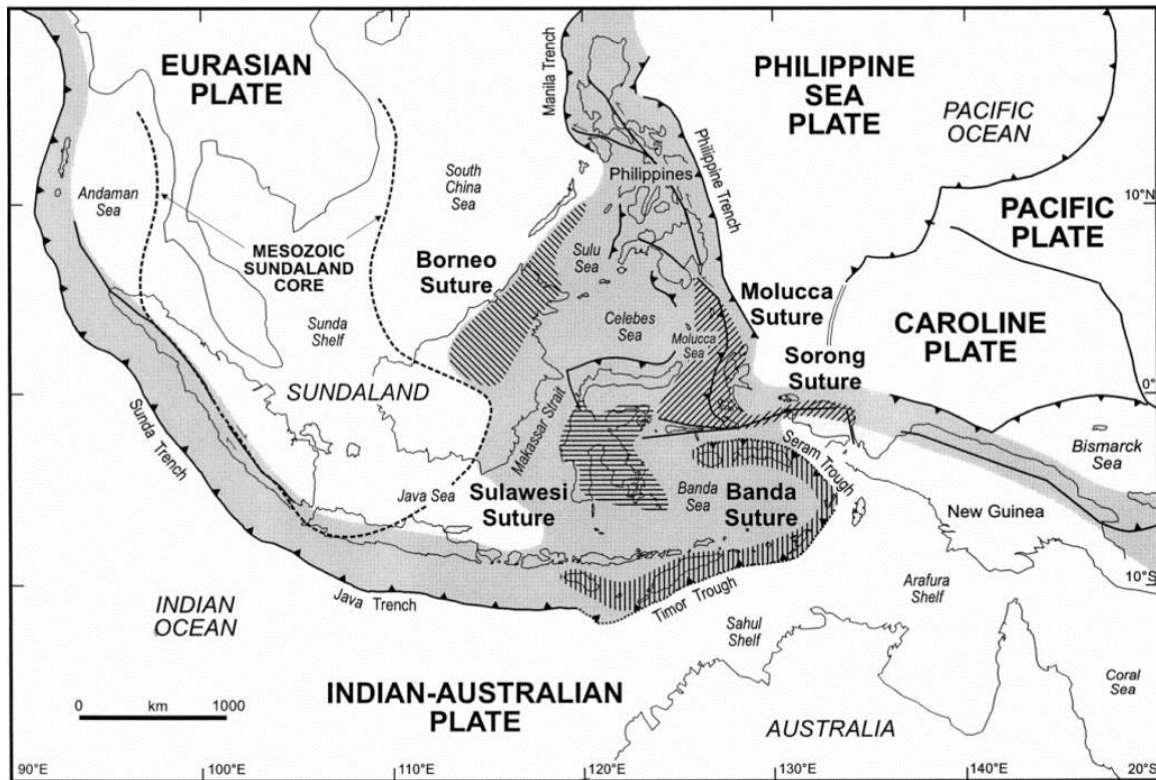 EURASIAN
PLATE
Manila Trench
PHILIPPINE
SEA
PLATE
PACIFIC
OCEAN
Philippine Trench
Philippines
South
China
Sea
Andaman
Sea
10°N
PACIFIC
PLATE
MESOZOIC
SUNDALAND
CORE
Borneo
Suture
Sulu
Sea
Molucca
Suture
Sunda
Shelf
Celebes
Sea
Molucca
Sea
CAROLINE
PLATE
Sorong
Suture
SUNDALAND
0°
Sunda Trench
Makassar Strait
Seram Trough
Bismarck
Sea
Java Sea
Sulawesi
Suture
Banda
Sea
Banda
Suture
New Guinea
10°S
Java Trench
Timor Trough
Arafura
Shelf
INDIAN
OCEAN
Sahul
Shelf
Coral
Sea
INDIAN-AUSTRALIAN
PLATE
AUSTRALIA
0 km 1000
90°E 100°E 110°E 120°E 130°E 140°E 20°S